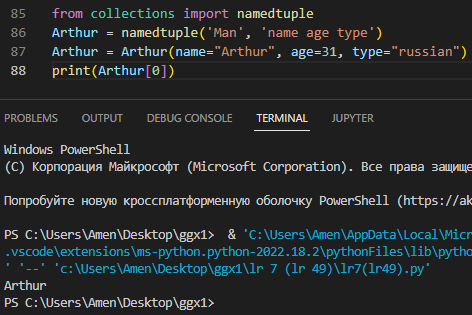 85 from collections import namedtuple
86 Arthur = namedtuple('Man', 'name age type')
87 Arthur = Arthur(name="Arthur", age=31, type="russian")
88 print(Arthur[0])
PROBLEMS OUTPUT DEBUG CONSOLE TERMINAL JUPYTER
Windows PowerShell
(C) Корпорация Майкрософт (Microsoft Corporation). Все права защище
Попробуйте новую кроссплатформенную оболочку PowerShell (https://ak
PS C:\Users\Amen\Desktop\ggx1>  & 'C:\Users\Amen\AppData\Local\Micr
.vscode\extensions\ms-python.python-2022.18.2\pythonFiles\lib\pytho
' '--' 'c:\Users\Amen\Desktop\ggx1\lr 7 (lr 49)\lr7(lr49).py'
Arthur
PS C:\Users\Amen\Desktop\ggx1>